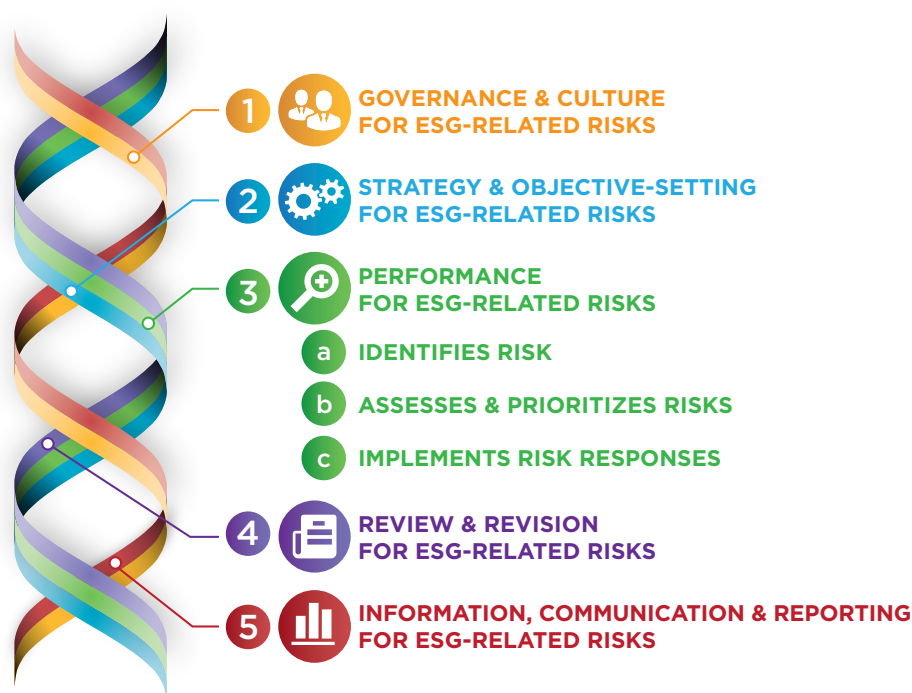 1
GOVERNANCE & CULTURE
FOR ESG-RELATED RISKS
2
STRATEGY & OBJECTIVE-SETTING
FOR ESG-RELATED RISKS
3
PERFORMANCE
FOR ESG-RELATED RISKS
a IDENTIFIES RISK
b ASSESSES & PRIORITIZES RISKS
c IMPLEMENTS RISK RESPONSES
4
REVIEW & REVISION
FOR ESG-RELATED RISKS
5
INFORMATION, COMMUNICATION & REPORTING
FOR ESG-RELATED RISKS